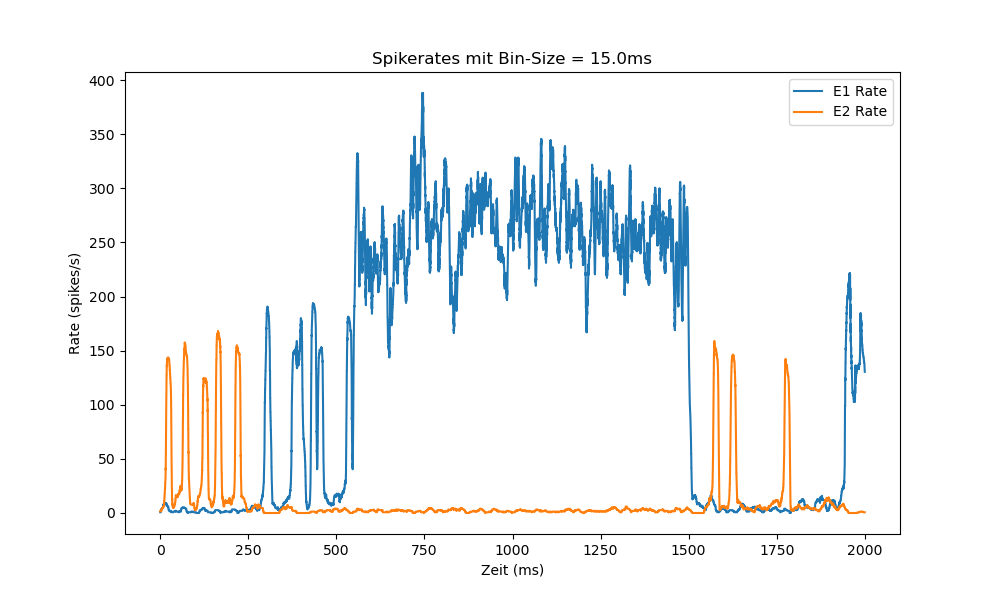 Spikerates mit Bin-Size = 15.0ms
E1 Rate
E2 Rate
400
350
300
250
200
150
100
50
0
Rate (spikes/s)
0 250 500 750 1000 1250 1500 1750 2000
Zeit (ms)